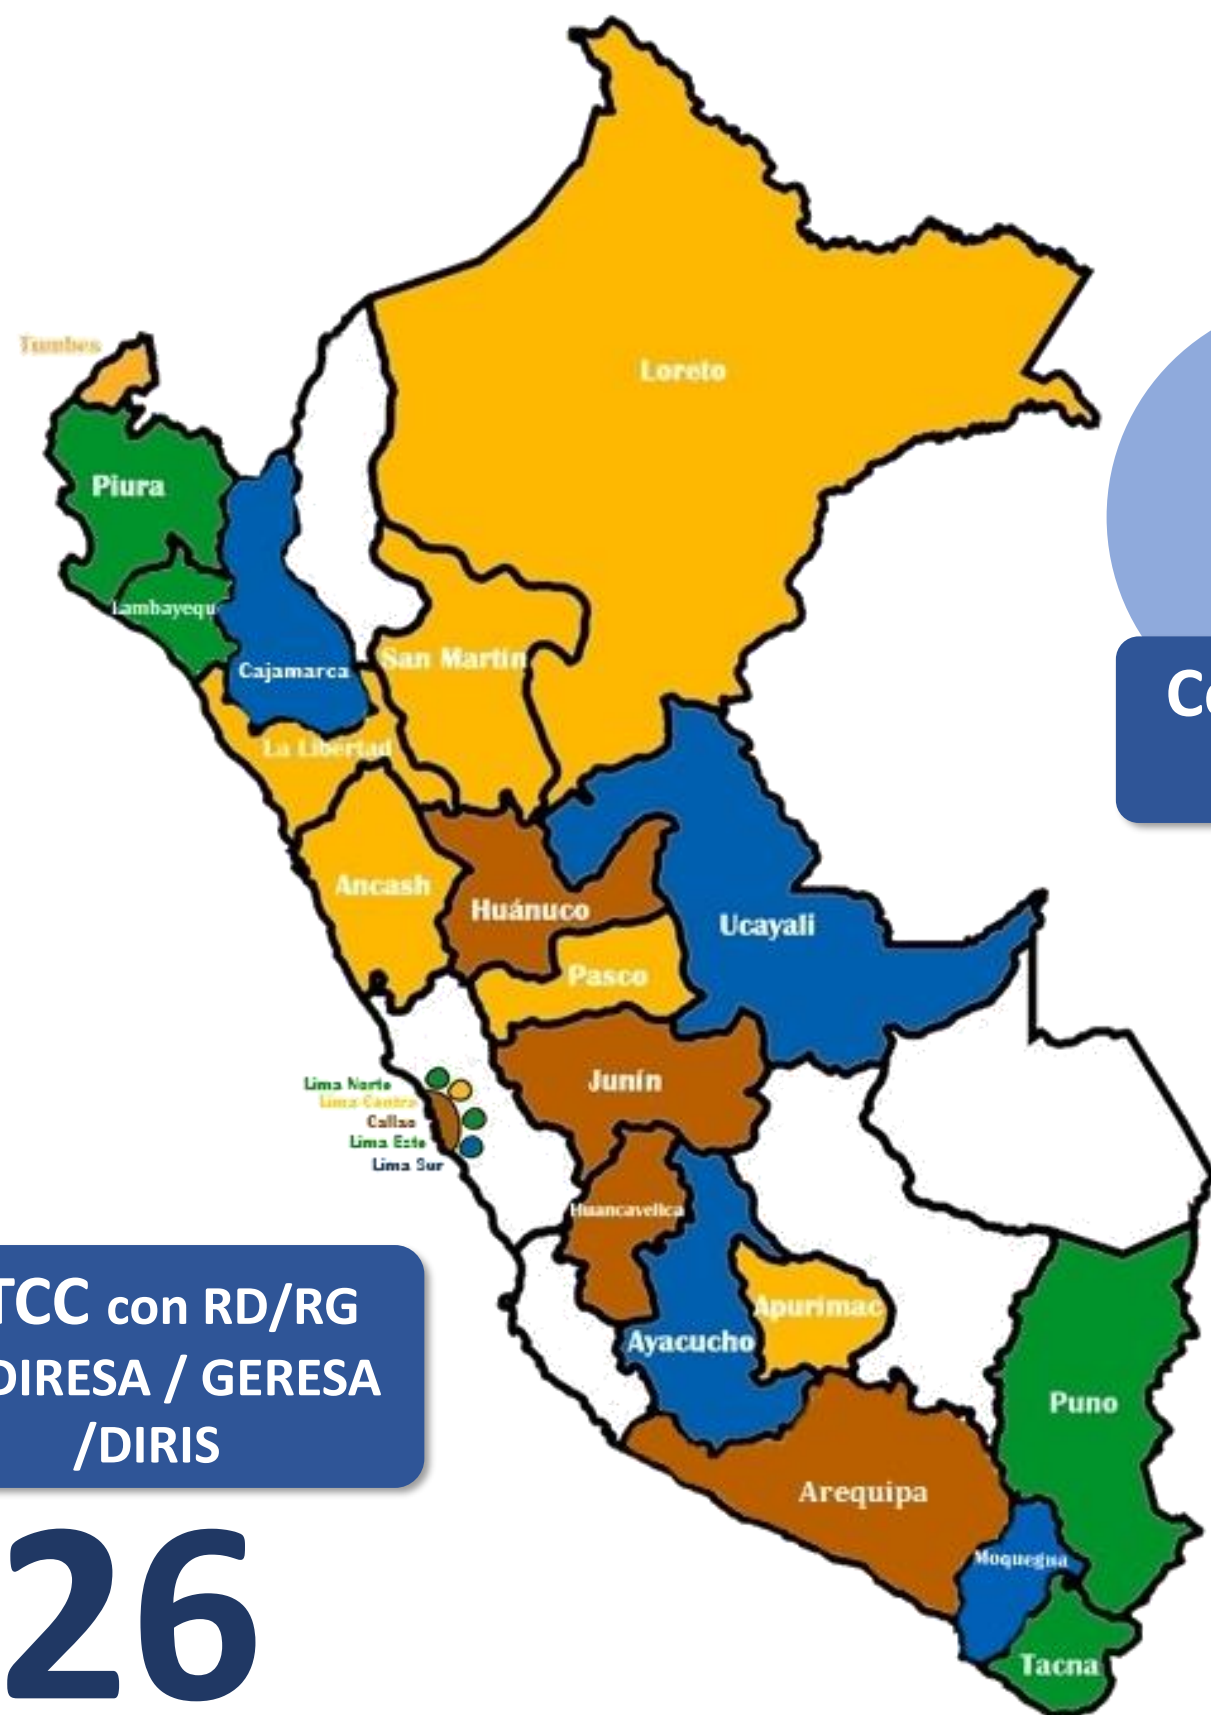 Tumbes
Loreto
Piura
Lambayequ
Cajamarca
San Martín
La Libertad
Ancash
Huánuco
Ucayali
Pasco
Junín
Lima Norte
Lima Centro
Callao
Lima Este
Lima Sur
Huancavelica
Apurímac
Ayacucho
Puno
Arequipa
Moquegua
Tacna
TCC con RD/RG
DIRESA / GERESA
/DIRIS
26